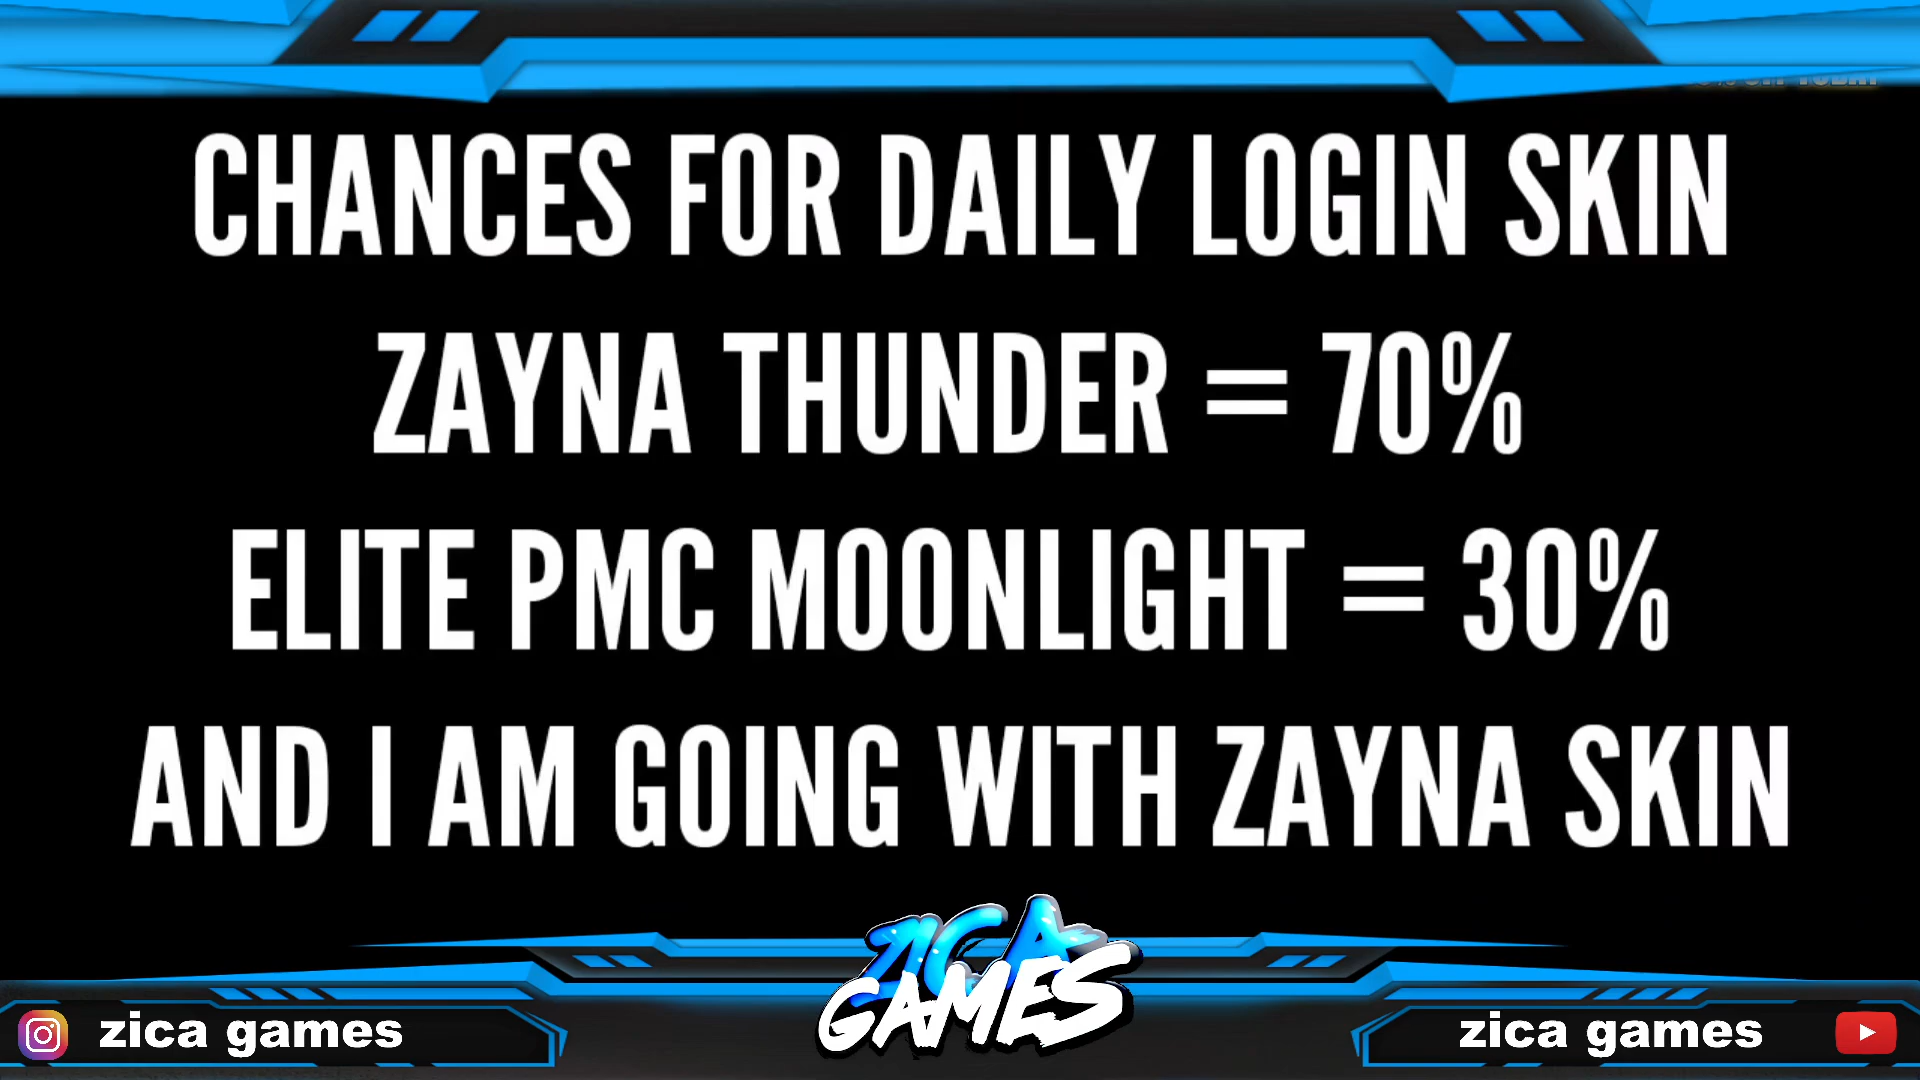 CHANCES FOR DAILY LOGIN SKIN
ZAYNA THUNDER = 70%
ELITE PMC MOONLIGHT = 30%
AND I AM GOING WITH ZAYNA SKIN
ZICA
GAMES
zica games
zica games